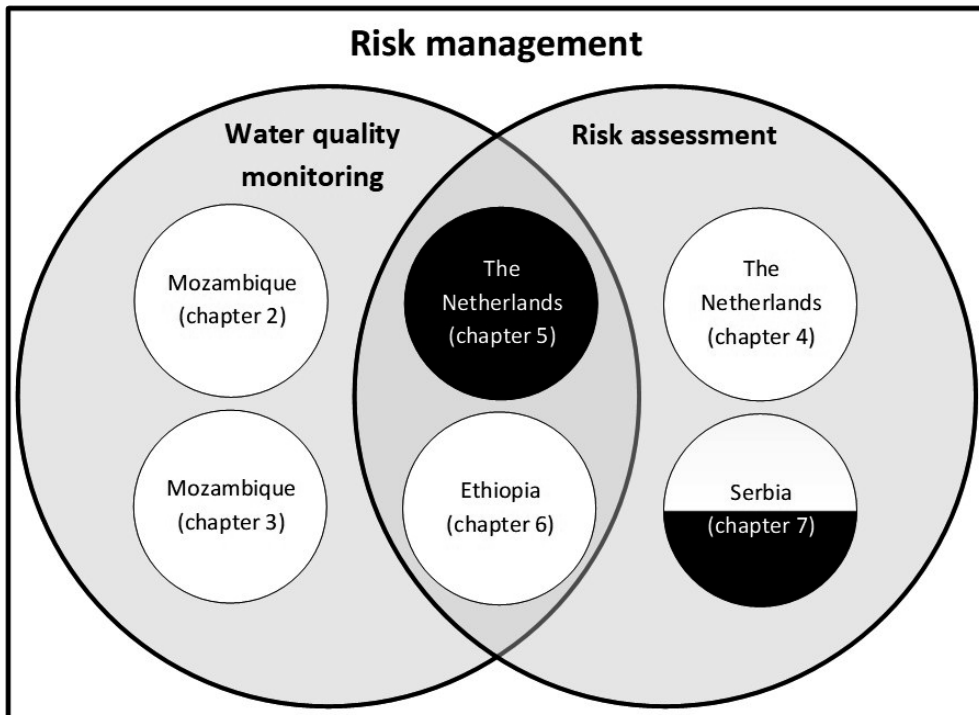 Risk management
Water quality
monitoring
Risk assessment
Mozambique
(chapter 2)
The
Netherlands
(chapter 5)
The
Netherlands
(chapter 4)
Mozambique
(chapter 3)
Ethiopia
(chapter 6)
Serbia
(chapter 7)